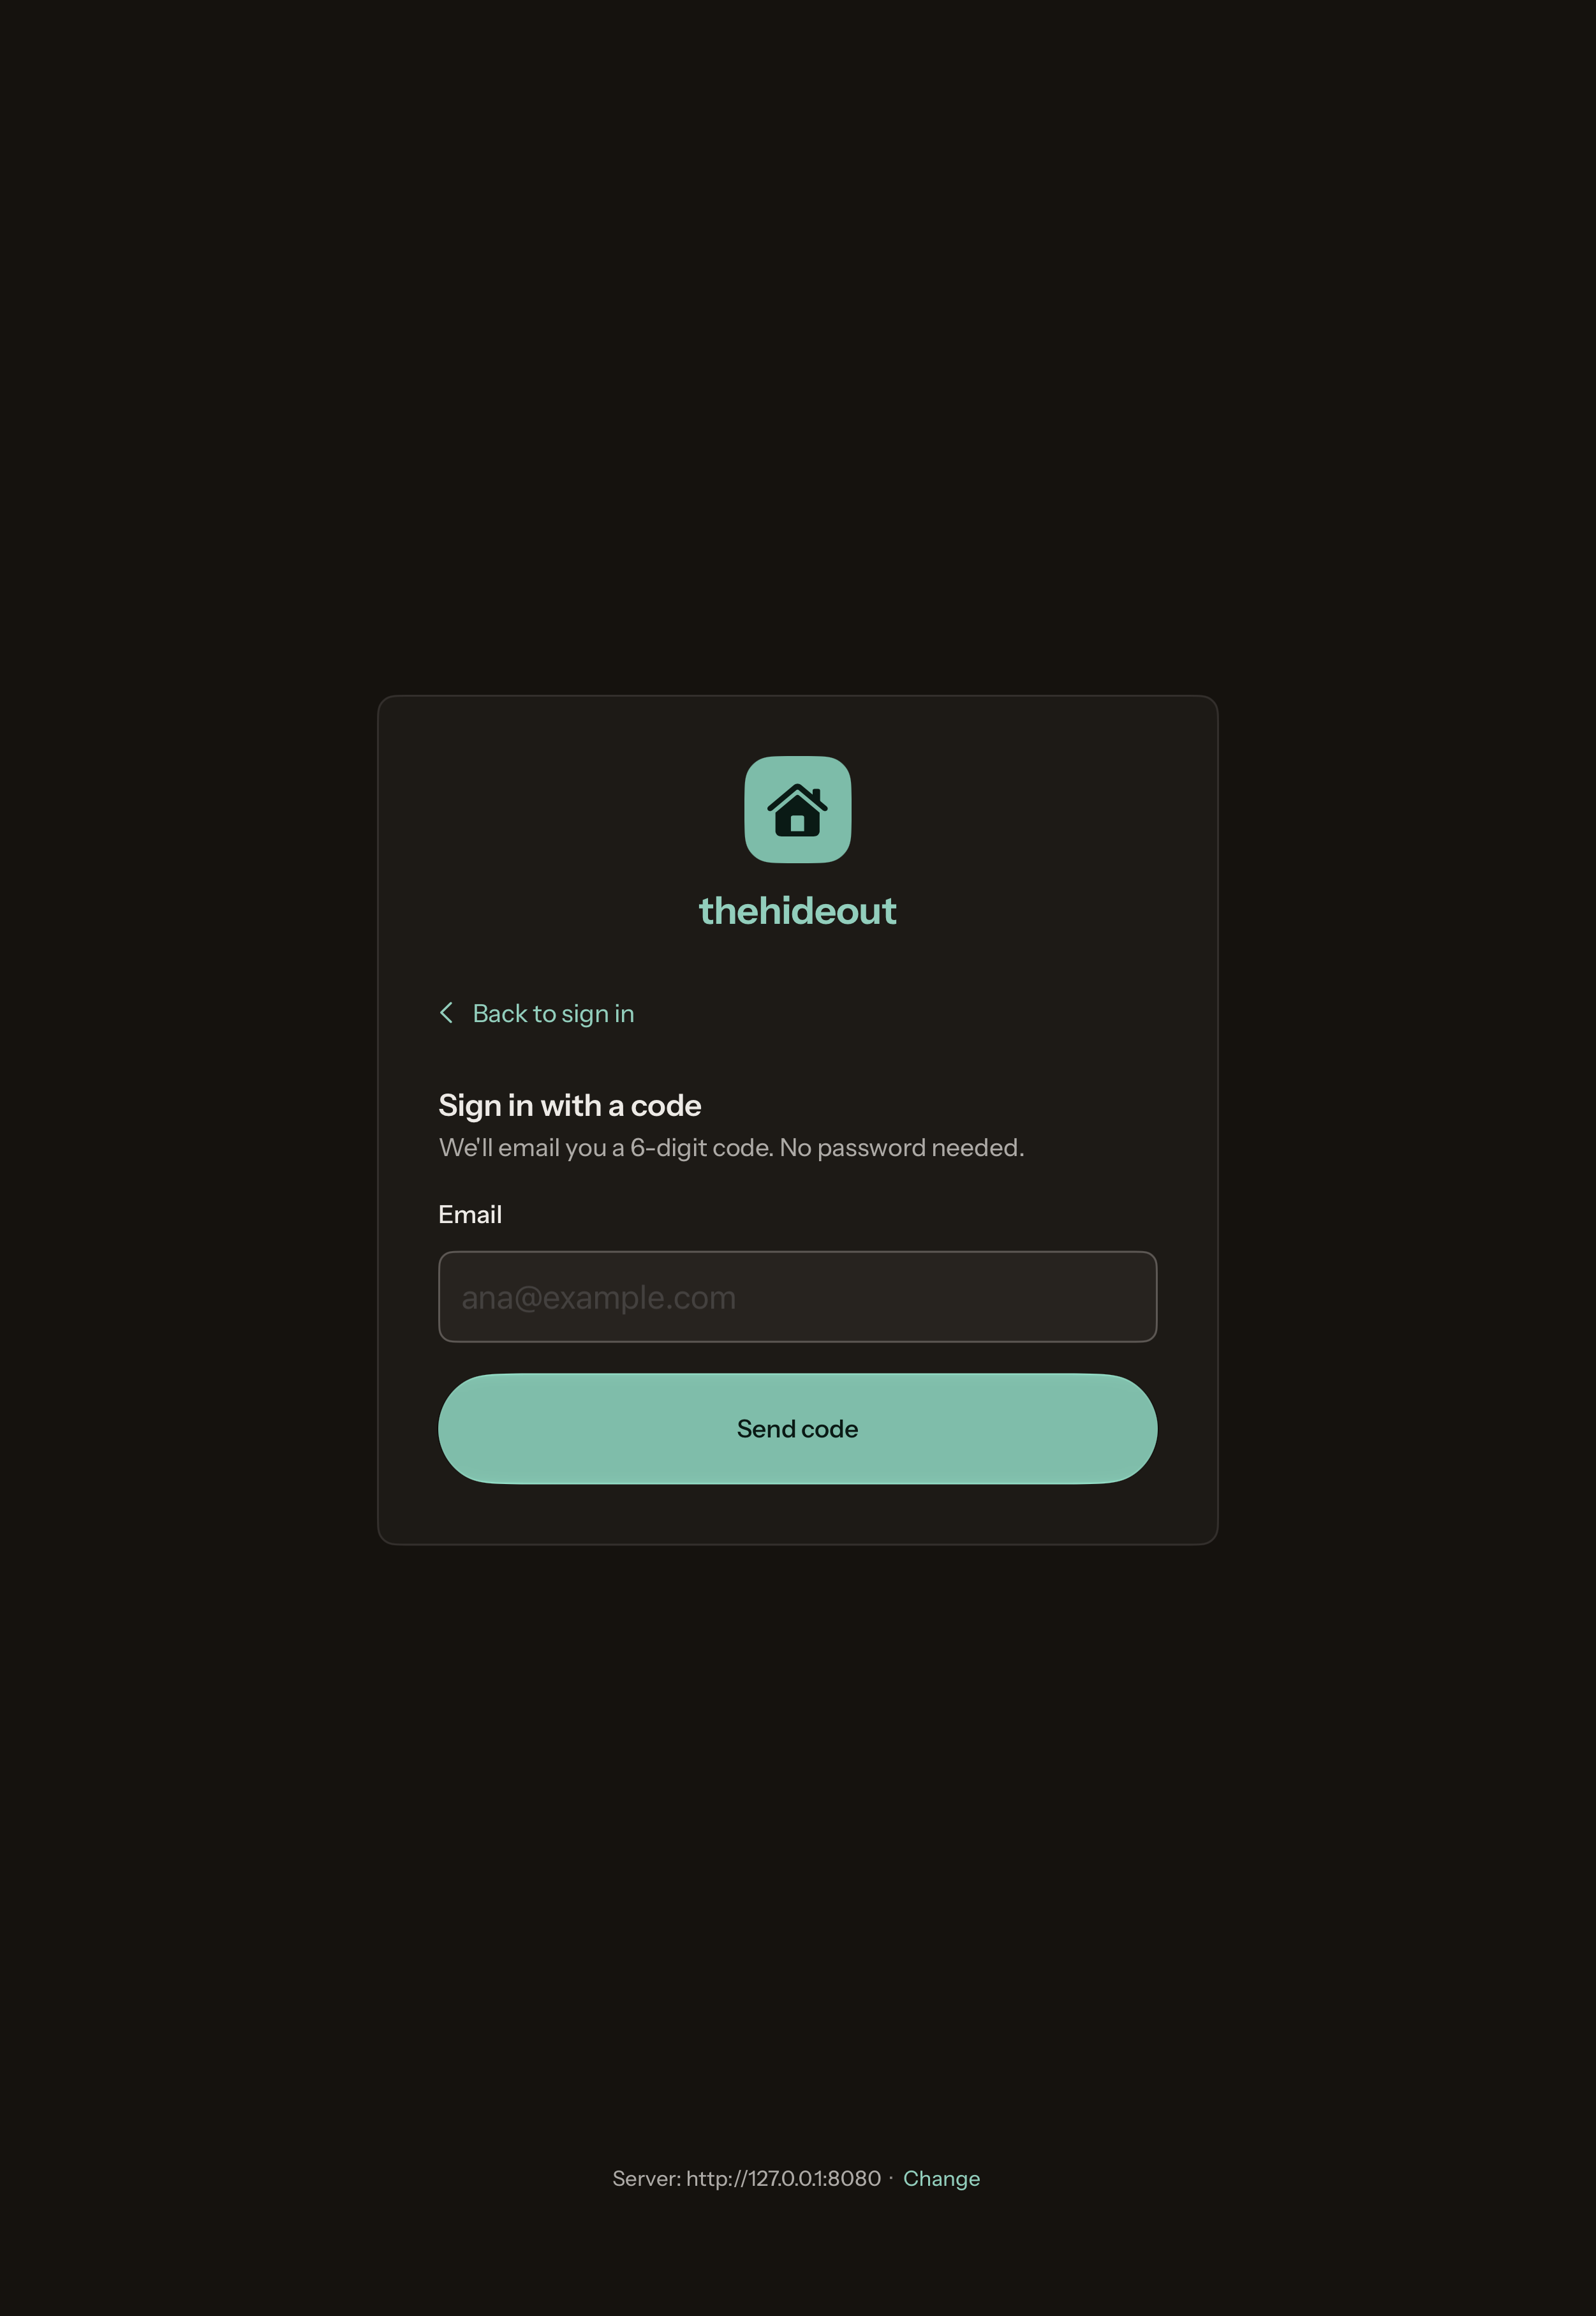 thehideout
Back to sign in
Sign in with a code
We'll email you a 6-digit code. No password needed.
Email
ana@example.com
Send code
Server: http://127.0.0.1:8080 · Change